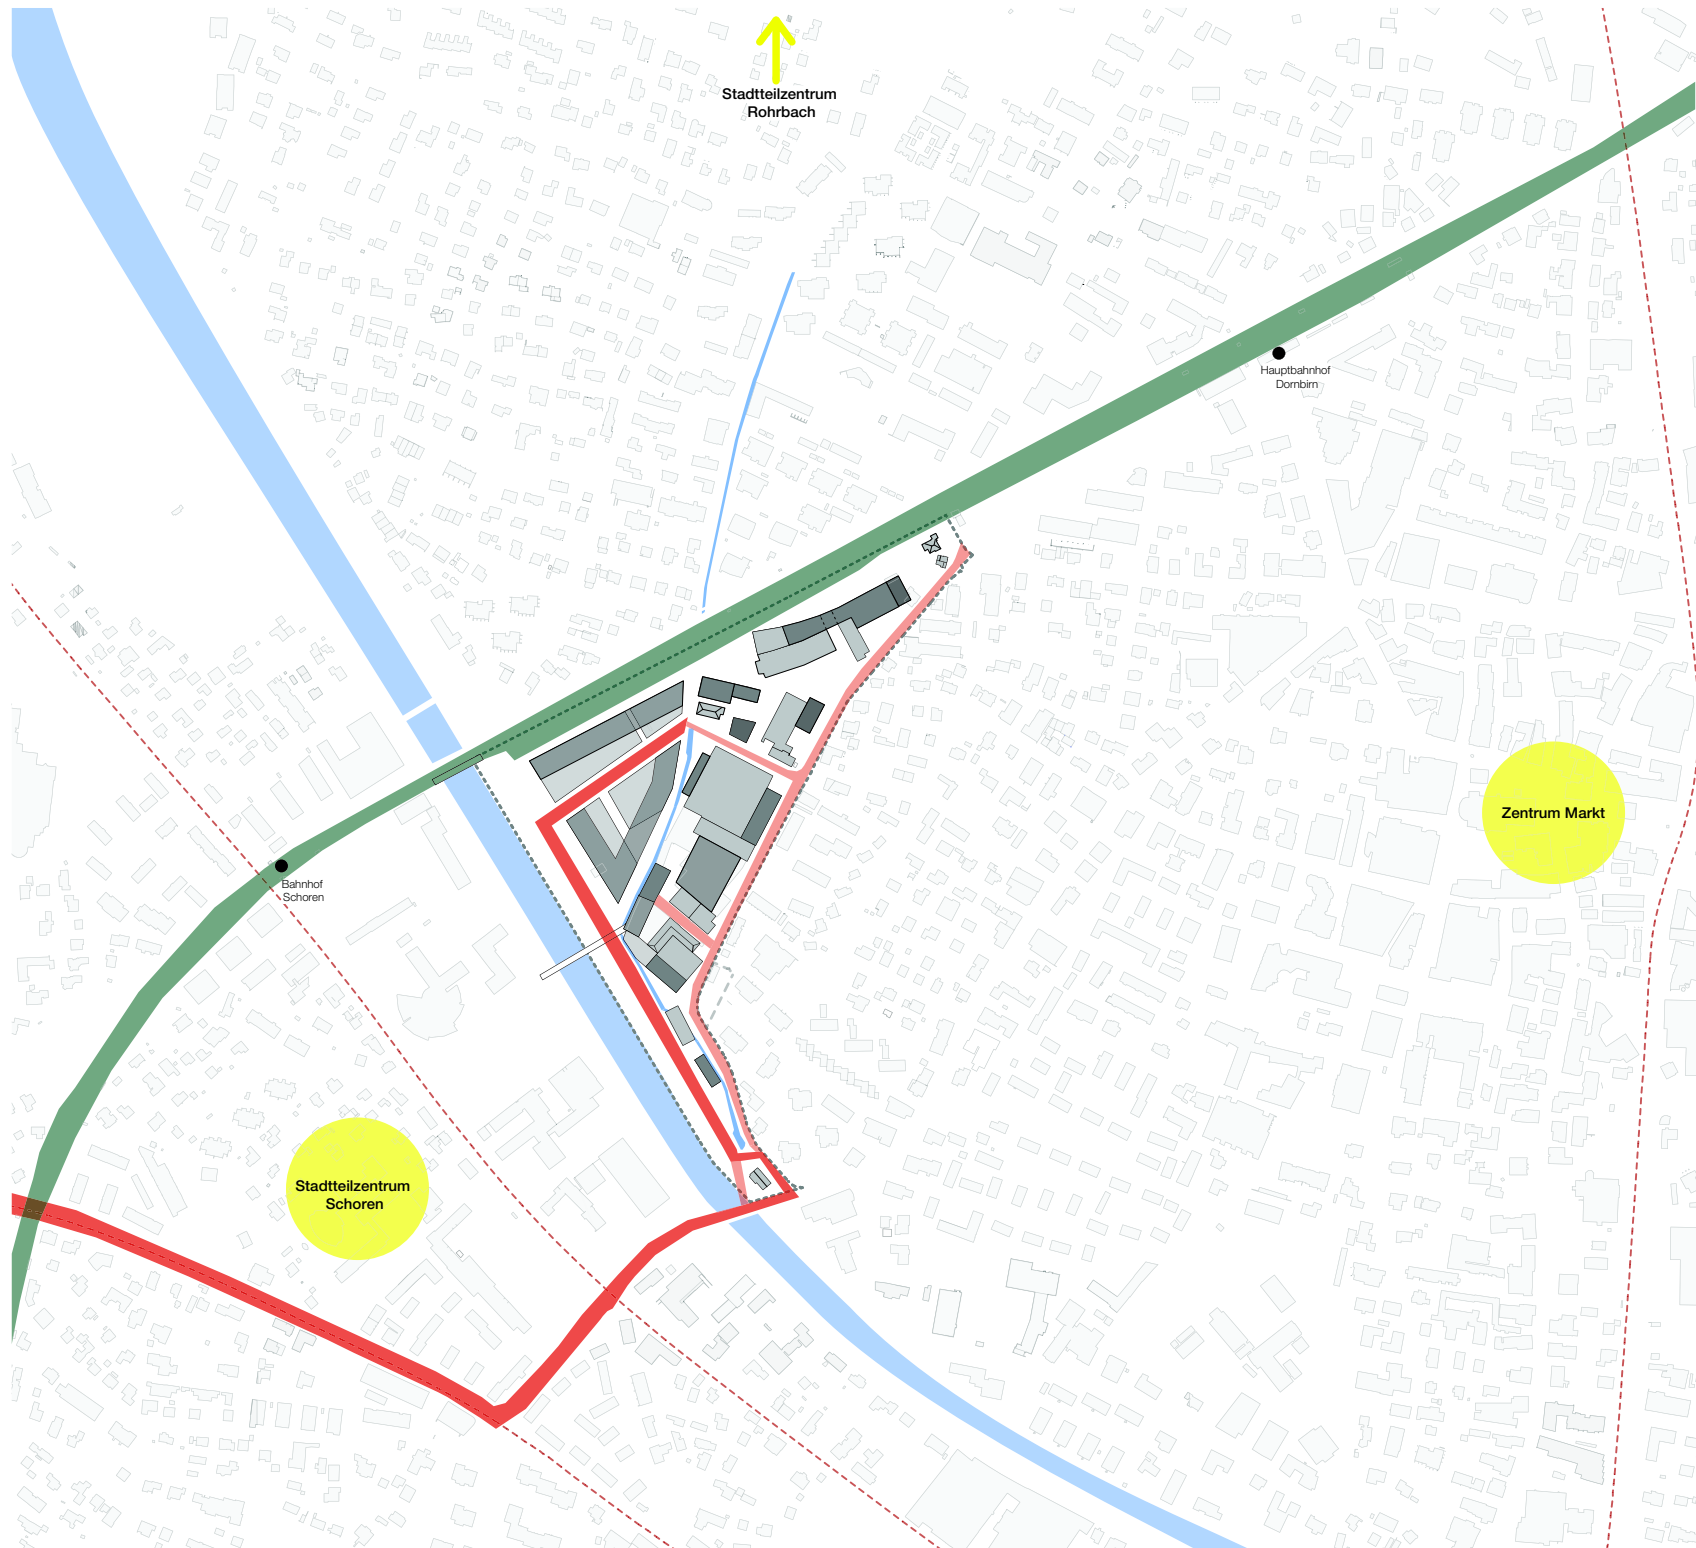 Stadtteilzentrum
Rohrbach
Hauptbahnhof
Dornbirn
Zentrum Markt
Bahnhof
Schoren
Stadtteilzentrum
Schoren